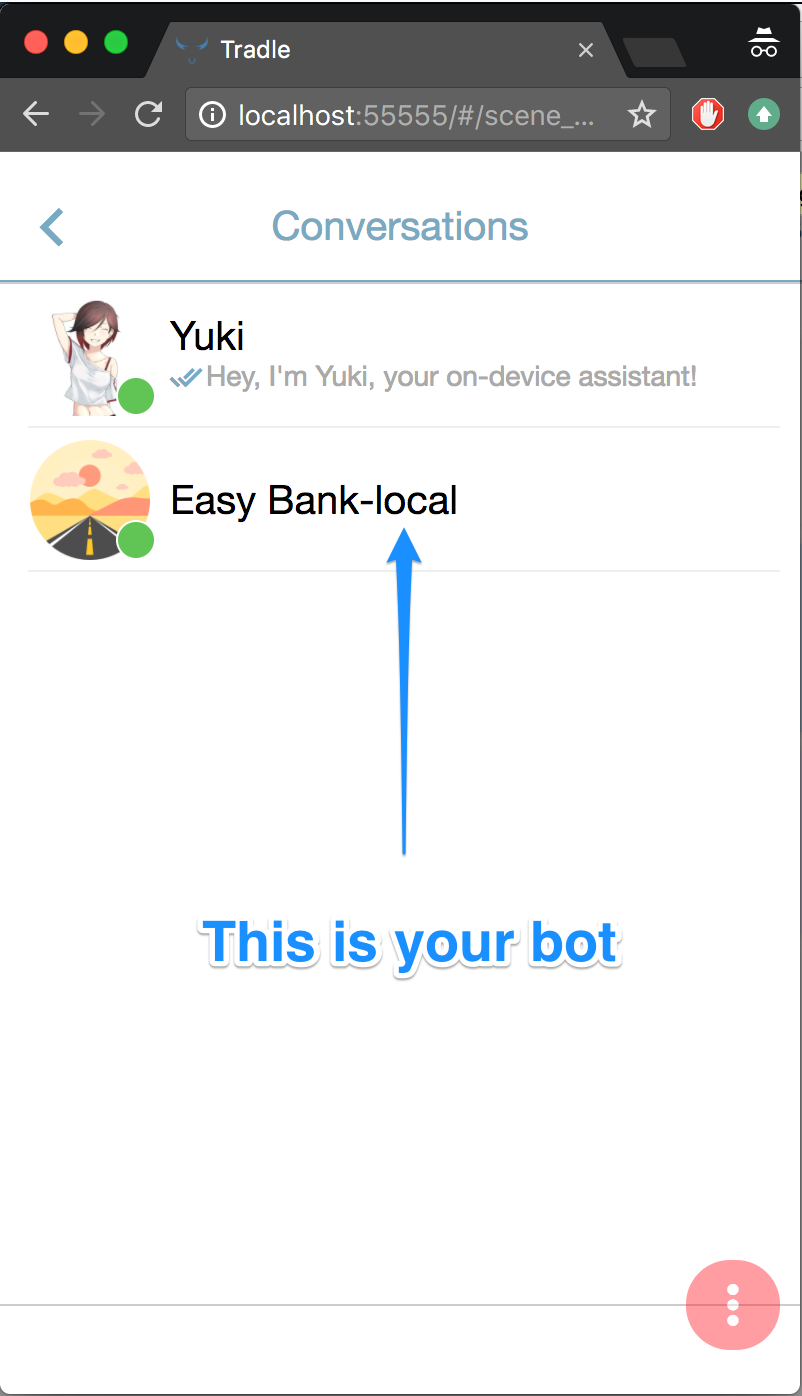 Tradle
localhost:55555/#/scene_...
Conversations
Yuki
Hey, I'm Yuki, your on-device assistant!
Easy Bank-local
This is your bot